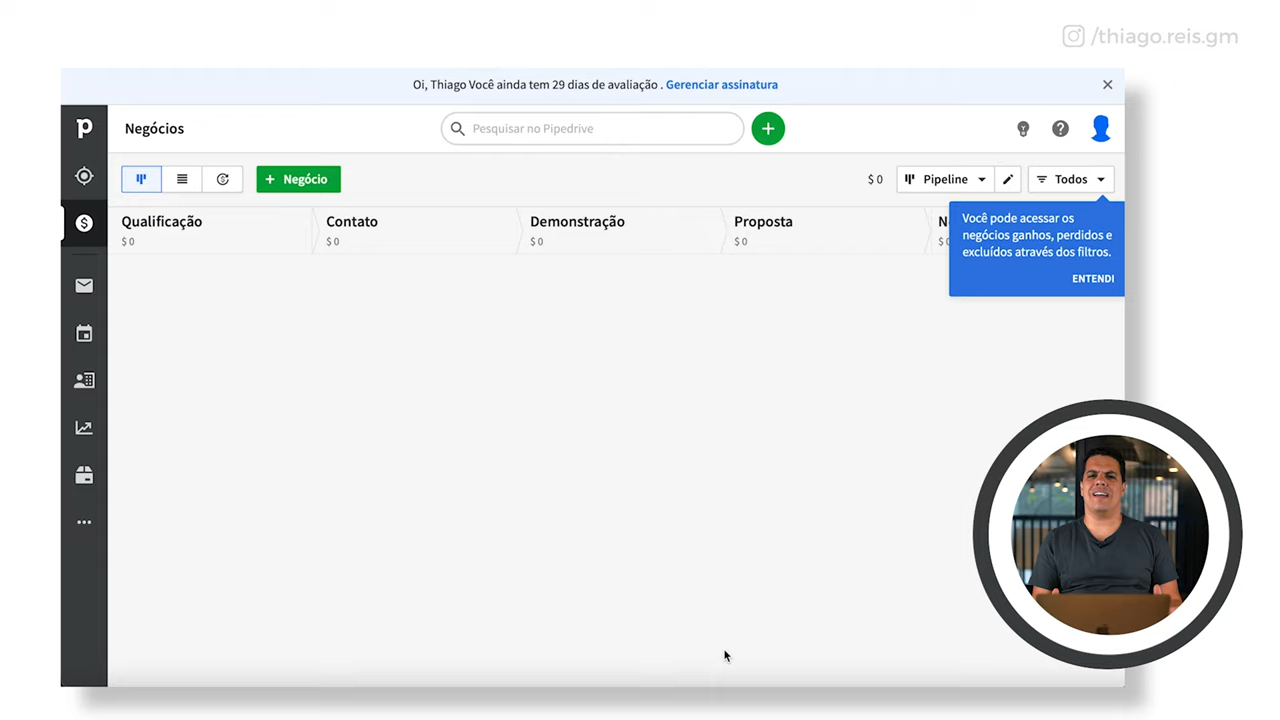 /thiago.reis.gm
Oi, Thiago Você ainda tem 29 dias de avaliação . Gerenciar assinatura
p
Negócios
Pesquisar no Pipedrive
Negócio
$ 0
Pipeline
Todos
Qualificação
$ 0
Contato
$ 0
Demonstração
$ 0
Proposta
$ 0
Você pode acessar os
negócios ganhos, perdidos e
excluídos através dos filtros.
ENTENDI